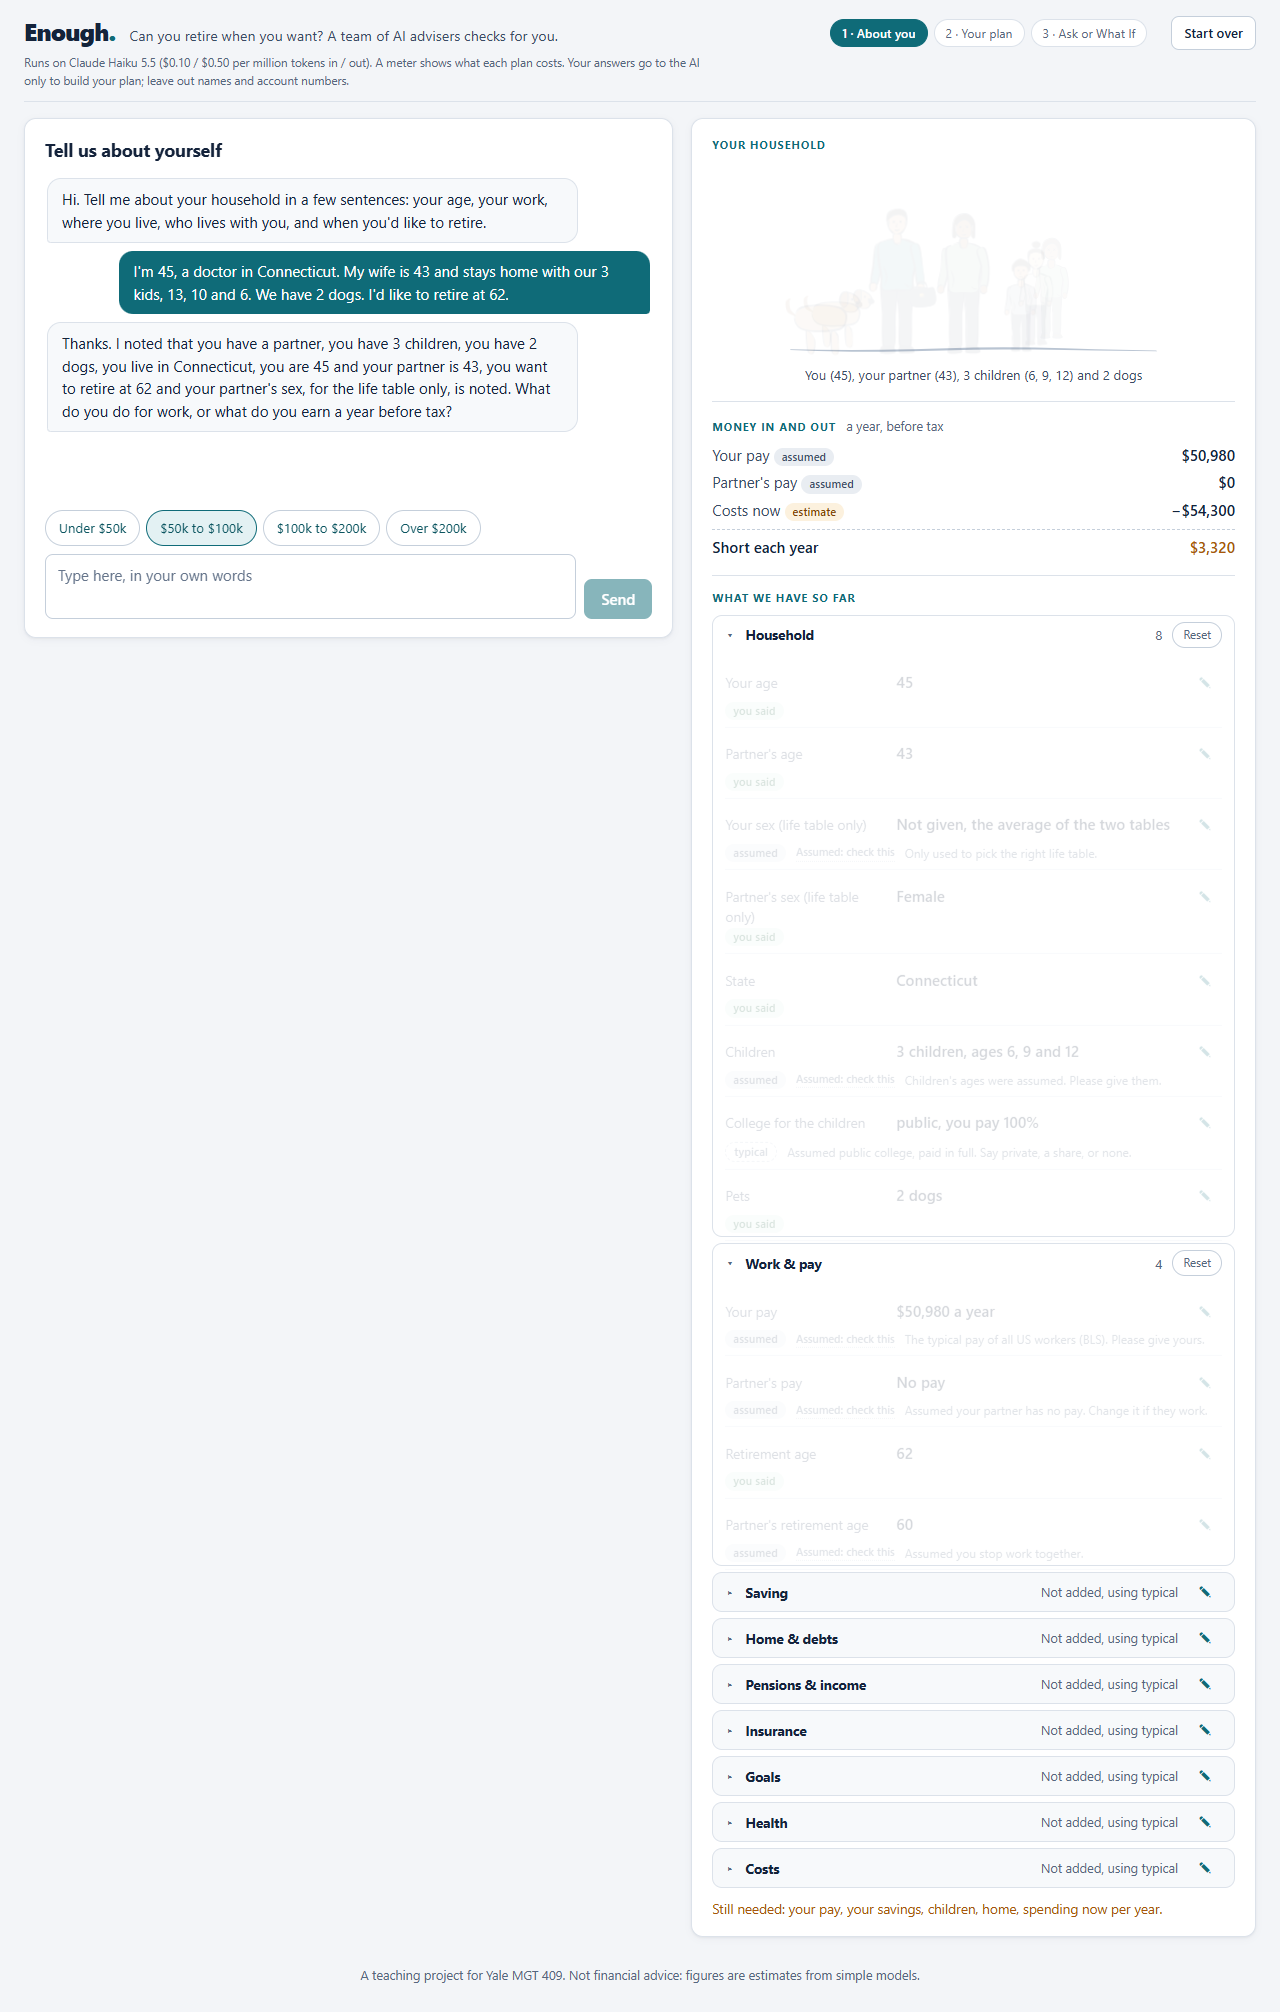 Enough. Can you retire when you want? A team of AI advisers checks for you.
1 · About you
2 · Your plan
3 · Ask or What If
Start over
Runs on Claude Haiku 5.5 ($0.10 / $0.50 per million tokens in / out). A meter shows what each plan costs. Your answers go to the AI
only to build your plan; leave out names and account numbers.
Tell us about yourself
Hi. Tell me about your household in a few sentences: your age, your work,
where you live, who lives with you, and when you'd like to retire.
I'm 45, a doctor in Connecticut. My wife is 43 and stays home with our 3
kids, 13, 10 and 6. We have 2 dogs. I'd like to retire at 62.
Thanks. I noted that you have a partner, you have 3 children, you have 2
dogs, you live in Connecticut, you are 45 and your partner is 43, you want
to retire at 62 and your partner's sex, for the life table only, is noted. What
do you do for work, or what do you earn a year before tax?
Under $50k
$50k to $100k
$100k to $200k
Over $200k
Type here, in your own words
Send
YOUR HOUSEHOLD
You (45), your partner (43), 3 children (6, 9, 12) and 2 dogs
MONEY IN AND OUT a year, before tax
Your pay assumed $50,980
Partner's pay assumed $0
Costs now estimate −$54,300
Short each year $3,320
WHAT WE HAVE SO FAR
Household 8 Reset
Your age 45
you said
Partner's age 43
you said
Your sex (life table only) Not given, the average of the two tables
assumed Assumed: check this Only used to pick the right life table.
Partner's sex (life table Female
only)
you said
State Connecticut
you said
Children 3 children, ages 6, 9 and 12
assumed Assumed: check this Children's ages were assumed. Please give them.
College for the children public, you pay 100%
typical Assumed public college, paid in full. Say private, a share, or none.
Pets 2 dogs
you said
Work & pay 4 Reset
Your pay $50,980 a year
assumed Assumed: check this The typical pay of all US workers (BLS). Please give yours.
Partner's pay No pay
assumed Assumed: check this Assumed your partner has no pay. Change it if they work.
Retirement age 62
you said
Partner's retirement age 60
assumed Assumed: check this Assumed you stop work together.
Saving Not added, using typical
Home & debts Not added, using typical
Pensions & income Not added, using typical
Insurance Not added, using typical
Goals Not added, using typical
Health Not added, using typical
Costs Not added, using typical
Still needed: your pay, your savings, children, home, spending now per year.
A teaching project for Yale MGT 409. Not financial advice: figures are estimates from simple models.